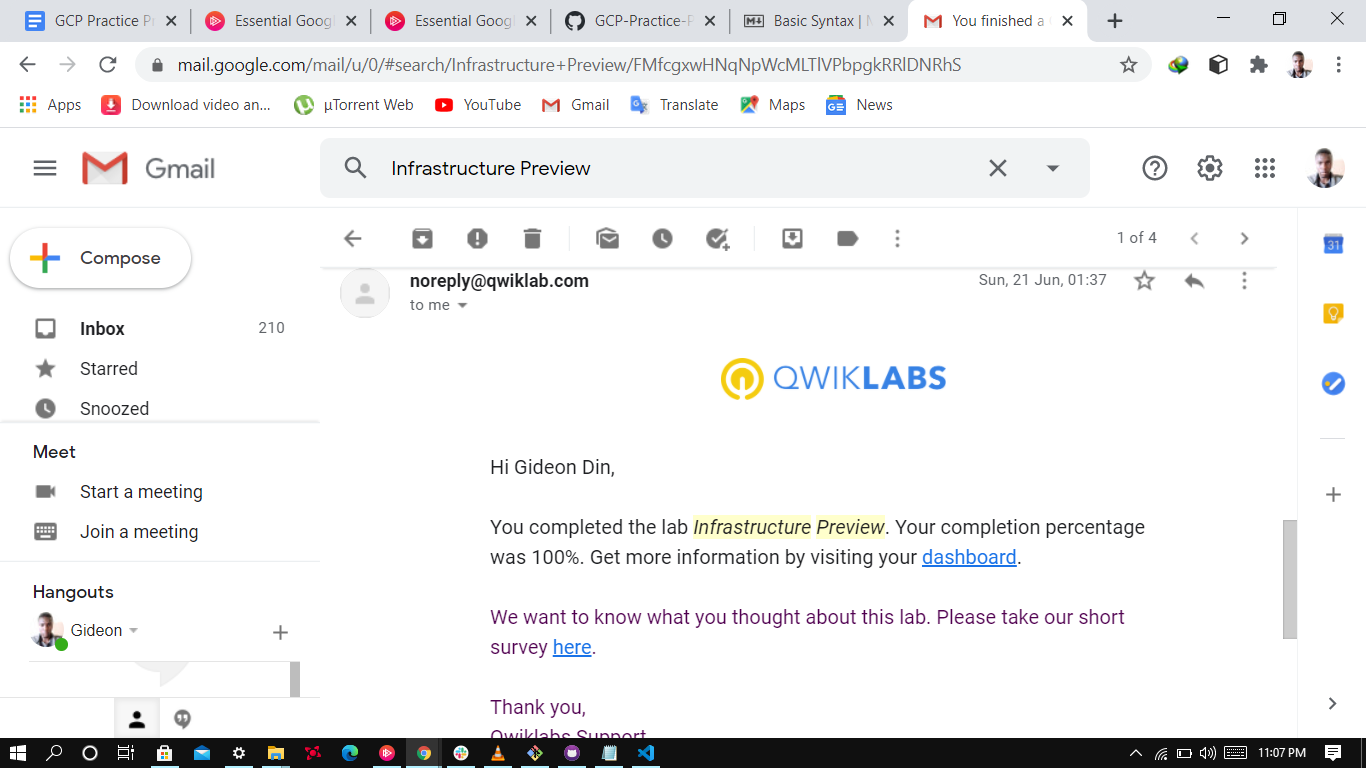 GCP Practice P
Essential Goog
Essential Goog
GCP-Practice-P
Basic Syntax |
You finished a
mail.google.com/mail/u/0/#search/Infrastructure+Preview/FMfcgxwHNqNpWcMLTlVPbpgkRRlDNRhS
Apps
Download video an...
µTorrent Web
YouTube
Gmail
Translate
Maps
News
Gmail
Infrastructure Preview
Compose
1 of 4
31
noreply@qwiklab.com
Sun, 21 Jun, 01:37
to me
Inbox
210
Starred
Snoozed
QWIKLABS
Meet
Start a meeting
Join a meeting
Hi Gideon Din,
You completed the lab Infrastructure Preview. Your completion percentage
was 100%. Get more information by visiting your dashboard.
Hangouts
Gideon
We want to know what you thought about this lab. Please take our short
survey here.
Thank you,
Qwiklabs Support
11:07 PM